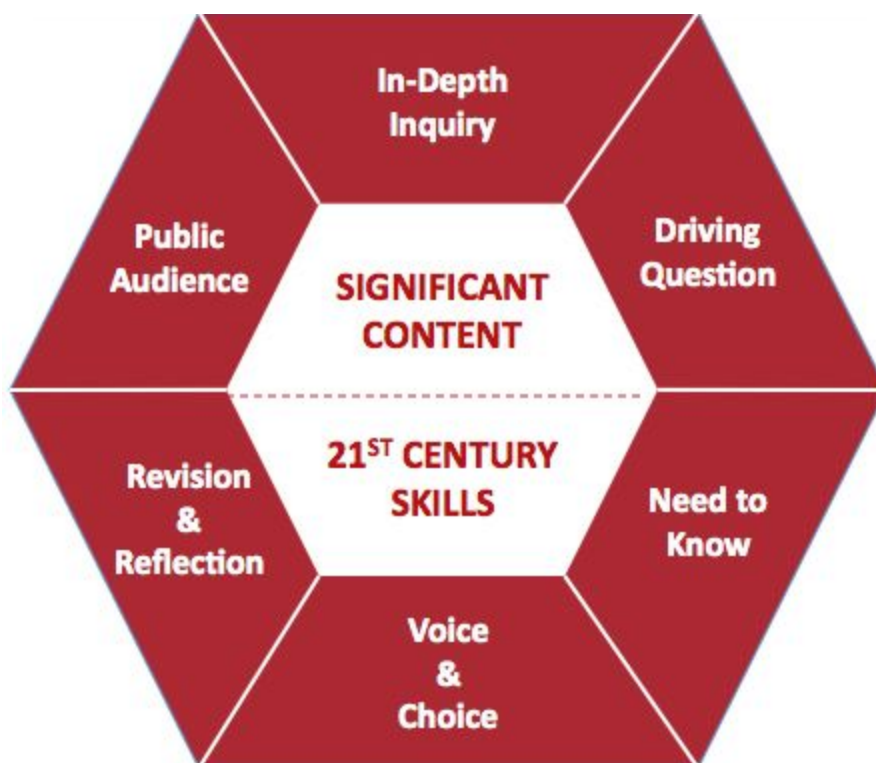 In-Depth
Inquiry
Public
Audience
Driving
Question
SIGNIFICANT
CONTENT
21ST CENTURY
SKILLS
Revision
&
Reflection
Need to
Know
Voice
&
Choice